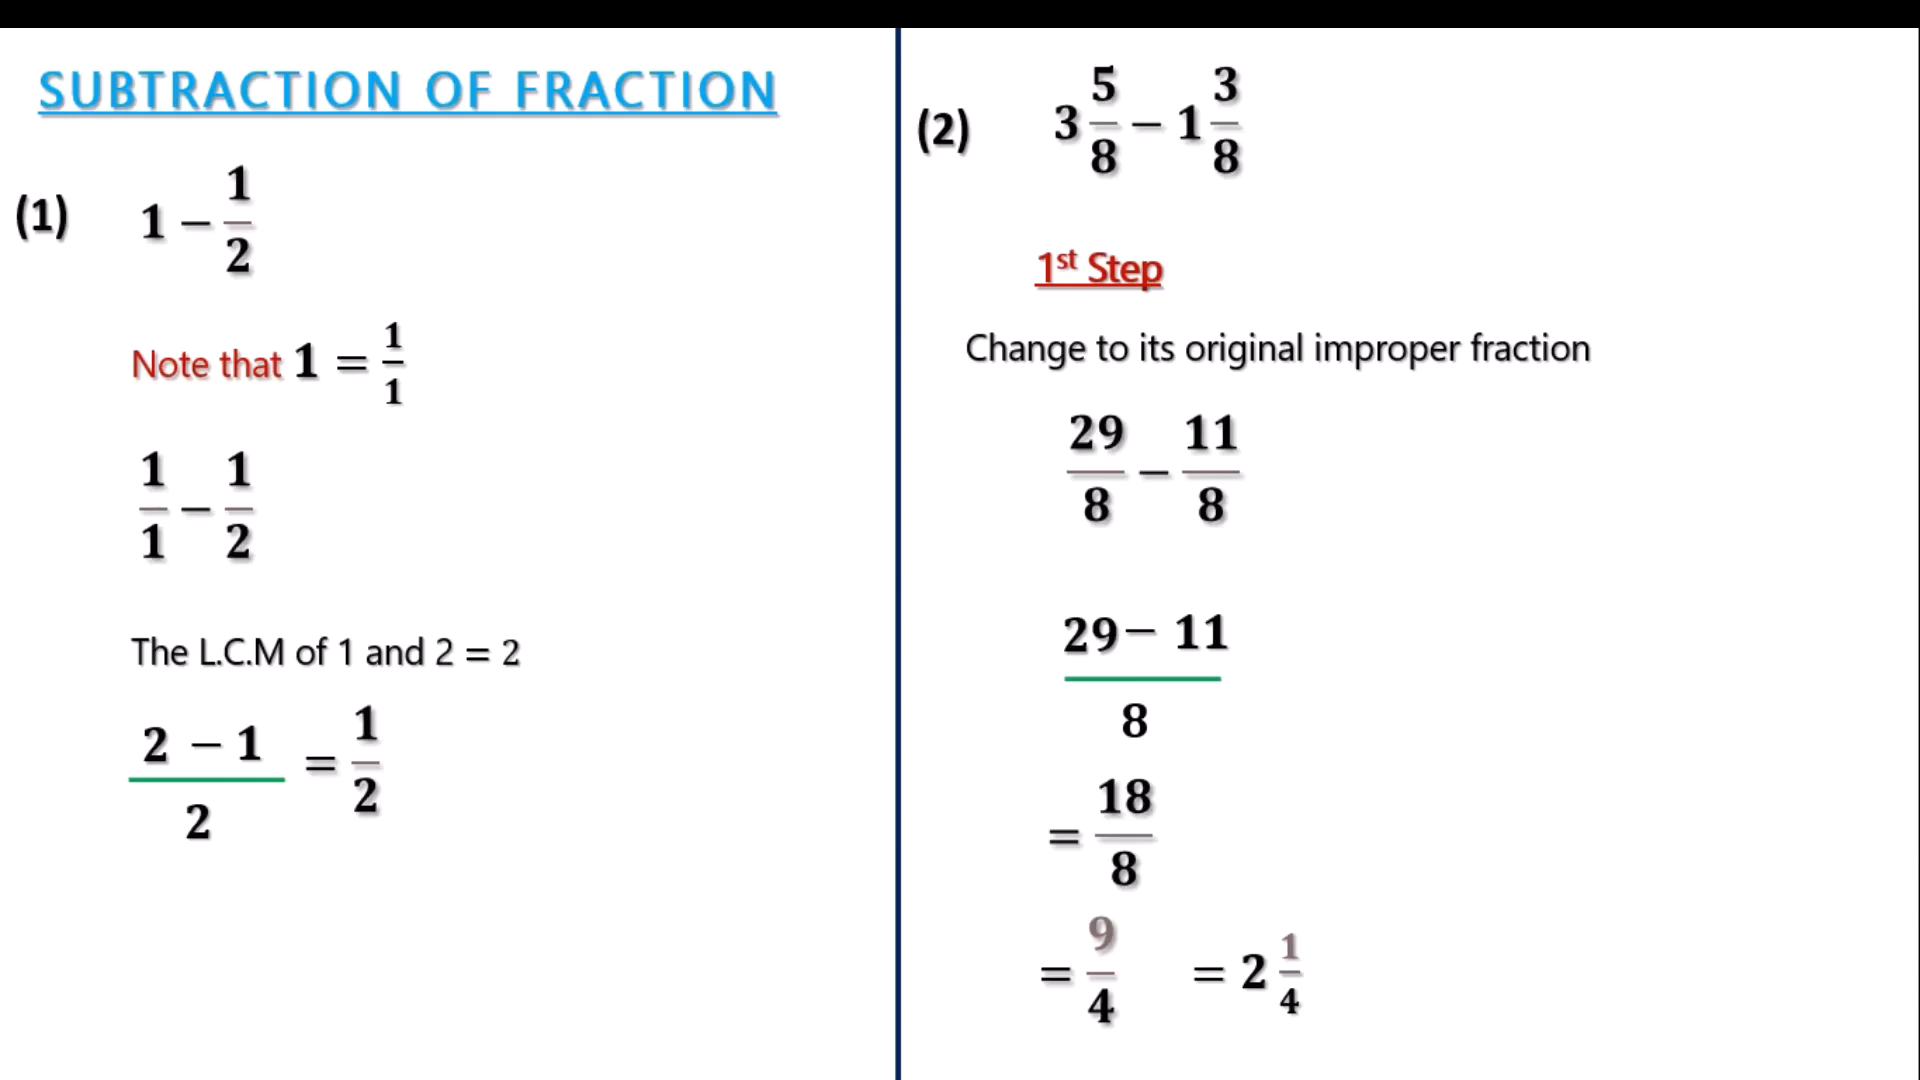 SUBTRACTION OF FRACTION
(1) 1 − 1/2
Note that 1 = 1/1
1/1 − 1/2
The L.C.M of 1 and 2 = 2
2 − 1 / 2 = 1/2
(2) 3 5/8 − 1 3/8
1st Step
Change to its original improper fraction
29/8 − 11/8
29 − 11 / 8
= 18/8
= 9/4 = 2 1/4